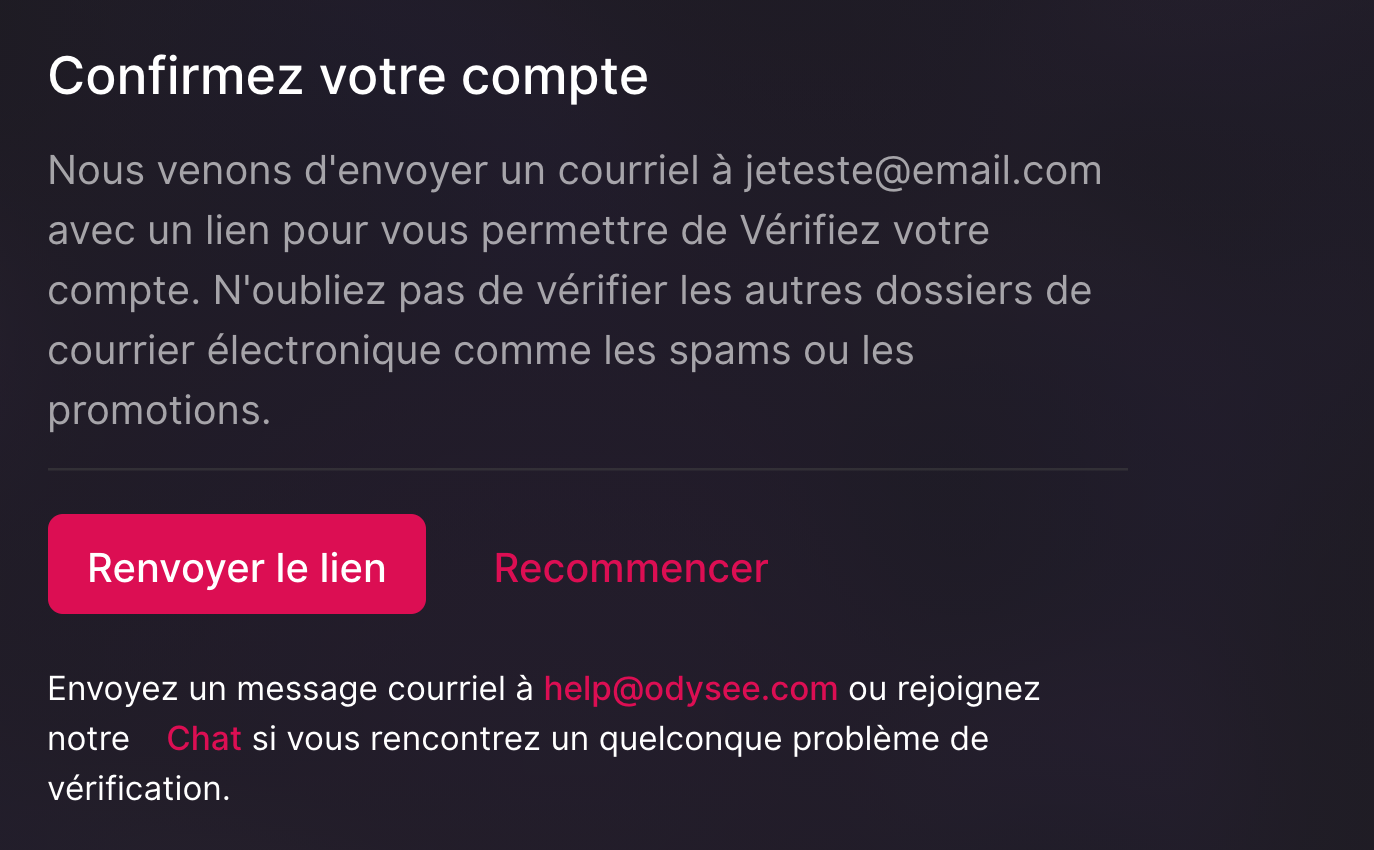 Confirmez votre compte
Nous venons d'envoyer un courriel à jeteste@email.com
avec un lien pour vous permettre de Vérifiez votre
compte. N'oubliez pas de vérifier les autres dossiers de
courrier électronique comme les spams ou les
promotions.
Renvoyer le lien Recommencer
Envoyez un message courriel à help@odysee.com ou rejoignez
notre Chat si vous rencontrez un quelconque problème de
vérification.